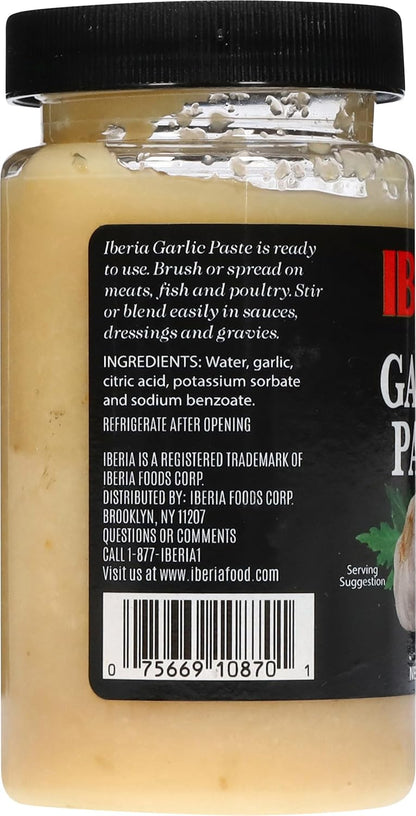 Iberia Garlic Paste is ready
to use. Brush or spread on
meats, fish and poultry. Stir
or blend easily in sauces,
dressings and gravies.
INGREDIENTS: Water, garlic,
citric acid, potassium sorbate
and sodium benzoate.
REFRIGERATE AFTER OPENING
IBERIA IS A REGISTERED TRADEMARK OF
IBERIA FOODS CORP.
DISTRIBUTED BY: IBERIA FOODS CORP.
BROOKLYN, NY 11207
QUESTIONS OR COMMENTS
CALL 1-877-IBERIA1
Visit us at www.iberiafood.com
0 75669 10870 1
IB
GA
PA
Serving
Suggestion